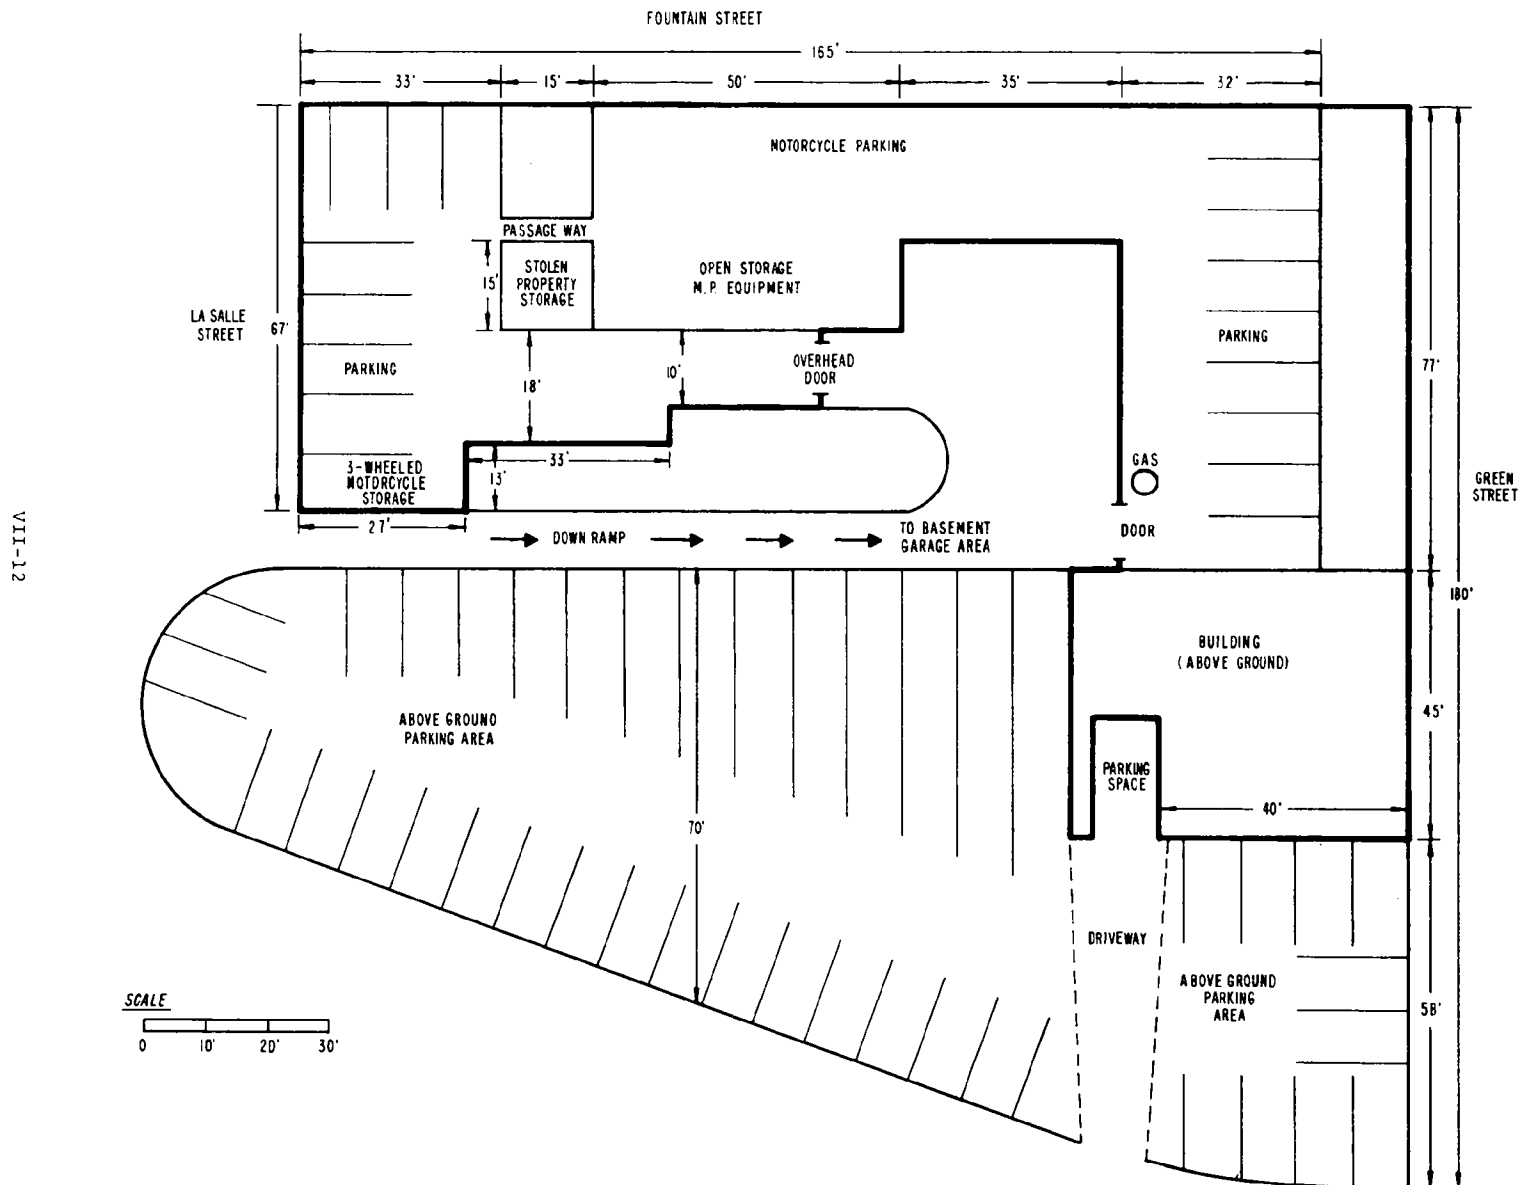 FOUNTAIN STREET
165'
33'
15'
50'
35'
32'
MOTORCYCLE PARKING
PASSAGE WAY
STOLEN
PROPERTY
STORAGE
15'
OPEN STORAGE
M.P. EQUIPMENT
LA SALLE
STREET
67'
PARKING
18'
10'
OVERHEAD
DOOR
PARKING
77'
33'
13'
3-WHEELED
MOTORCYCLE
STORAGE
27'
GAS
DOOR
GREEN
STREET
DOWN RAMP
TO BASEMENT
GARAGE AREA
VII-12
180'
BUILDING
(ABOVE GROUND)
45'
ABOVE GROUND
PARKING AREA
PARKING
SPACE
40'
70'
DRIVEWAY
ABOVE GROUND
PARKING
AREA
58'
SCALE
0 10' 20' 30'